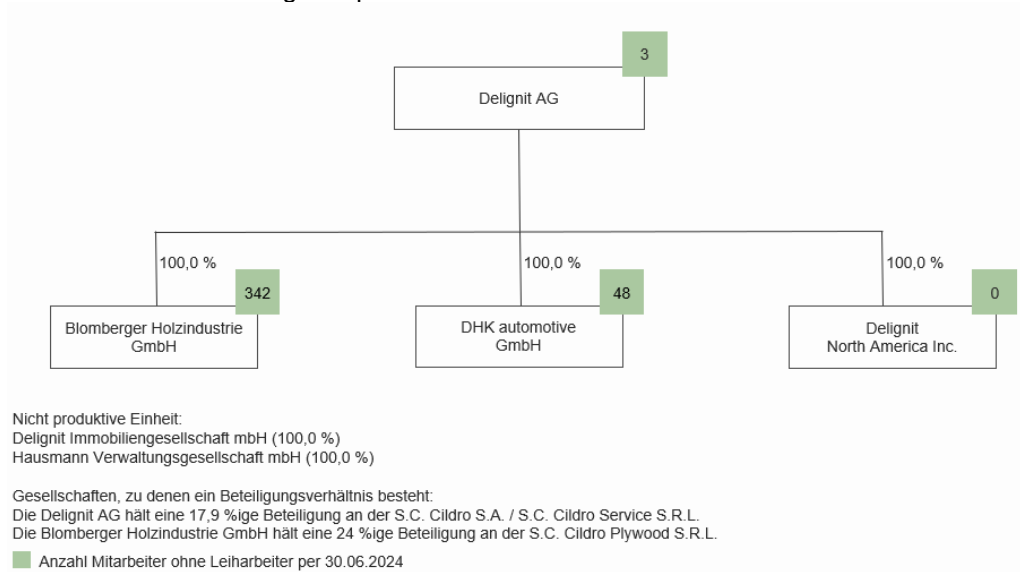 3
Delignit AG
100,0 %
100,0 %
100,0 %
342
48
0
Blomberger Holzindustrie
GmbH
DHK automotive
GmbH
Delignit
North America Inc.
Nicht produktive Einheit:
Delignit Immobiliengesellschaft mbH (100,0 %)
Hausmann Verwaltungsgesellschaft mbH (100,0 %)
Gesellschaften, zu denen ein Beteiligungsverhältnis besteht:
Die Delignit AG hält eine 17,9 %ige Beteiligung an der S.C. Cildro S.A. / S.C. Cildro Service S.R.L.
Die Blomberger Holzindustrie GmbH hält eine 24 %ige Beteiligung an der S.C. Cildro Plywood S.R.L.
Anzahl Mitarbeiter ohne Leiharbeiter per 30.06.2024